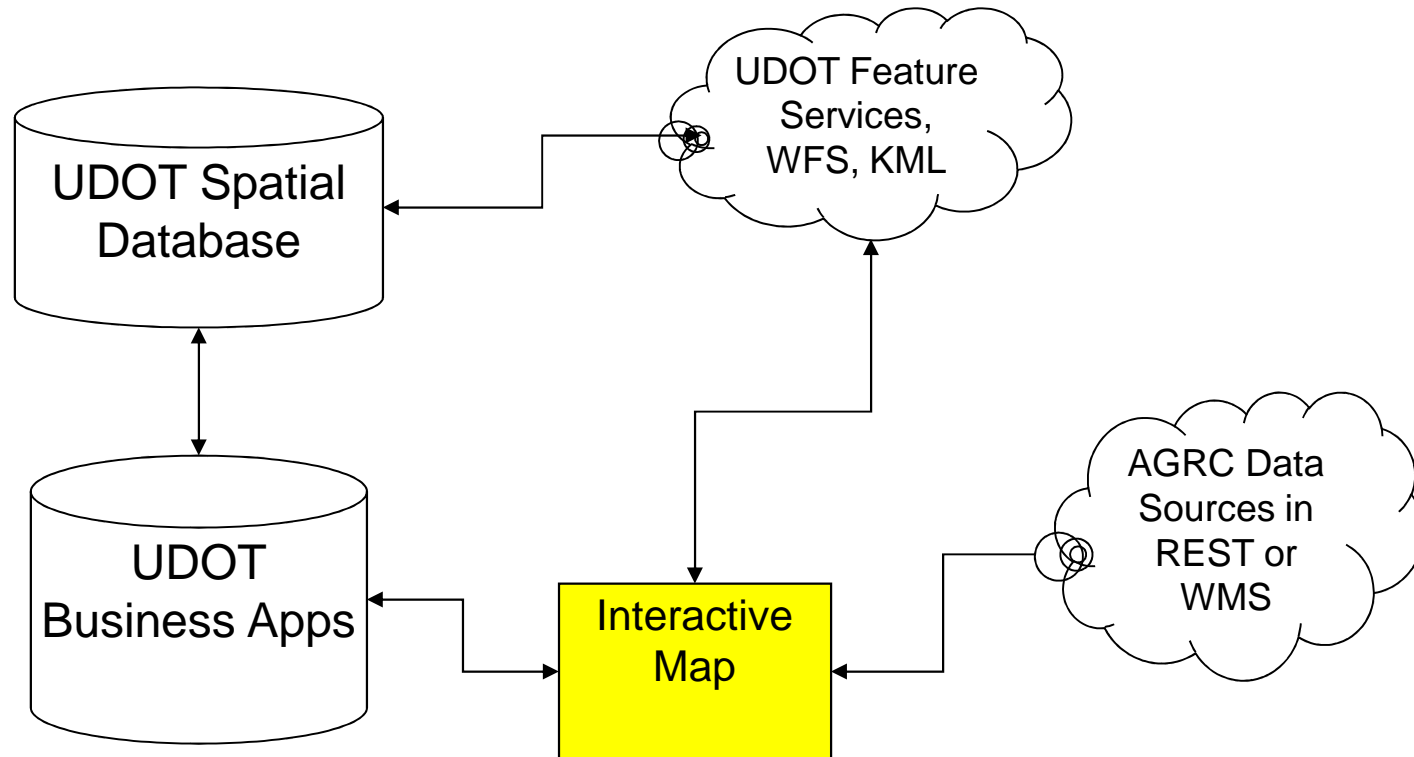 UDOT Feature
Services,
WFS, KML
UDOT Spatial
Database
AGRC Data
Sources in
REST or
WMS
UDOT
Business Apps
Interactive
Map